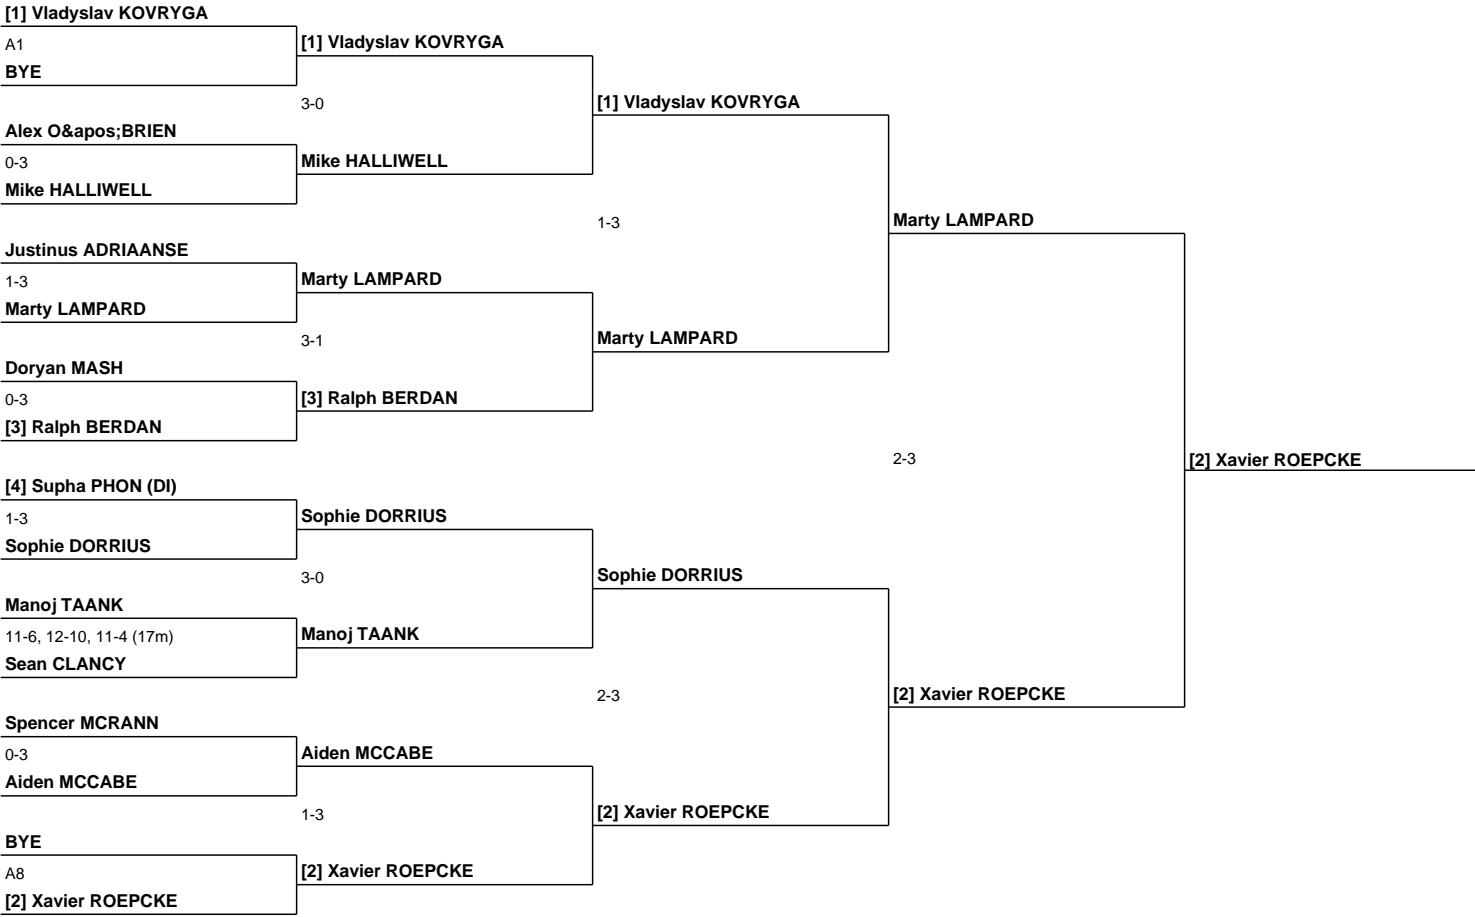 [1] Vladyslav KOVRYGA
A1
BYE
Alex O&apos;BRIEN
0-3
Mike HALLIWELL
Justinus ADRIAANSE
1-3
Marty LAMPARD
Doryan MASH
0-3
[3] Ralph BERDAN
[4] Supha PHON (DI)
1-3
Sophie DORRIUS
Manoj TAANK
11-6, 12-10, 11-4 (17m)
Sean CLANCY
Spencer MCRANN
0-3
Aiden MCCABE
BYE
A8
[2] Xavier ROEPCKE
[1] Vladyslav KOVRYGA
3-0
Mike HALLIWELL
Marty LAMPARD
3-1
[3] Ralph BERDAN
Sophie DORRIUS
3-0
Manoj TAANK
Aiden MCCABE
1-3
[2] Xavier ROEPCKE
[1] Vladyslav KOVRYGA
1-3
Marty LAMPARD
Sophie DORRIUS
2-3
[2] Xavier ROEPCKE
Marty LAMPARD
2-3
[2] Xavier ROEPCKE
[2] Xavier ROEPCKE